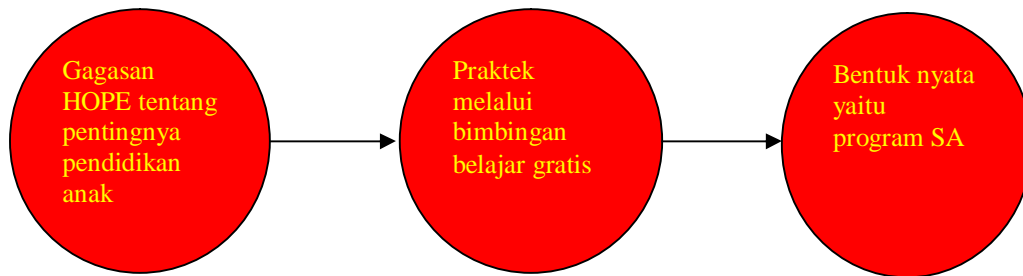 Gagasan
HOPE tentang
pentingnya
pendidikan
anak
Praktek
melalui
bimbingan
belajar gratis
Bentuk nyata
yaitu
program SA